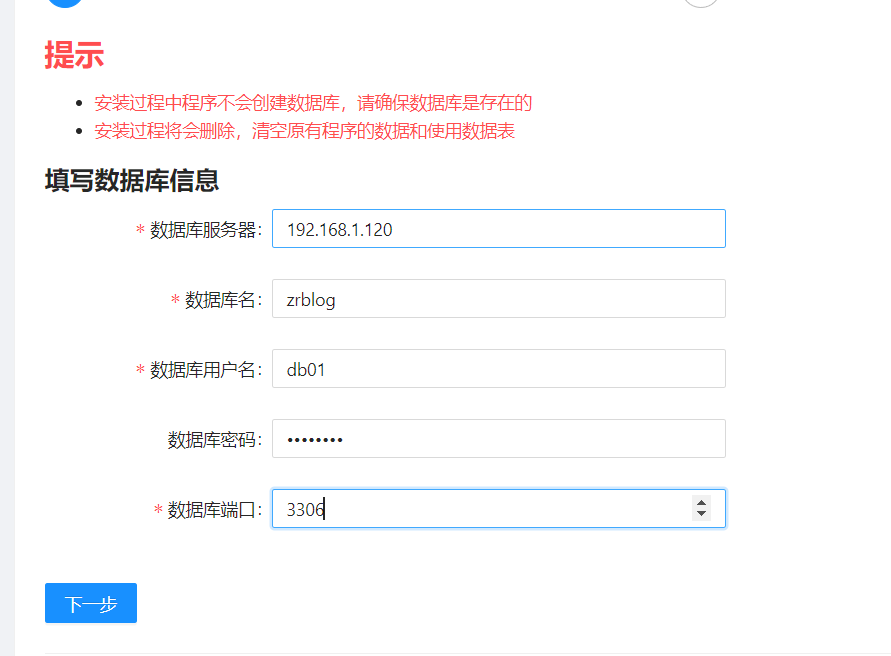 提示
安装过程中程序不会创建数据库，请确保数据库是存在的
安装过程将会删除，清空原有程序的数据和使用数据表
填写数据库信息
* 数据库服务器: 192.168.1.120
* 数据库名: zrblog
* 数据库用户名: db01
数据库密码: ••••••••
* 数据库端口: 3306
下一步